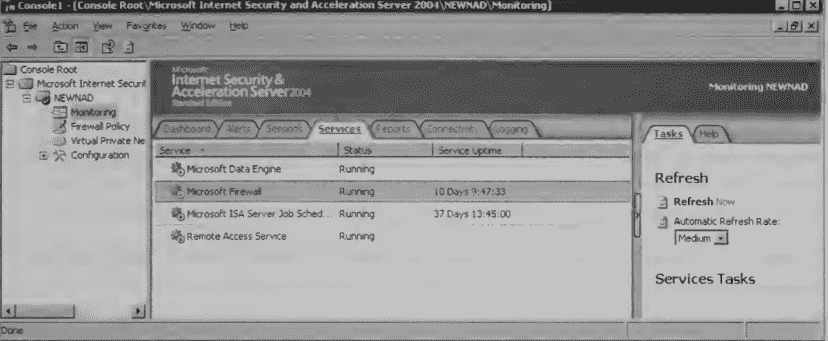 Console1 - [Console Root\Microsoft Internet Security and Acceleration Server 2004\NEWNAD\Monitoring]
File Action View Favorites Window Help
Console Root
Microsoft Internet Securit
NEWNAD
Monitoring
Firewall Policy
Virtual Private Ne
Configuration
Microsoft
Internet Security &
Acceleration Server 2004
Standard Edition
Monitoring NEWNAD
Dashboard Alerts Sessions Services Reports Connectivity Logging
Service Status Service Uptime
Microsoft Data Engine Running
Microsoft Firewall Running 10 Days 9:47:33
Microsoft ISA Server Job Sched... Running 37 Days 13:45:00
Remote Access Service Running
Tasks Help
Refresh
Refresh Now
Automatic Refresh Rate:
Medium
Services Tasks
Done